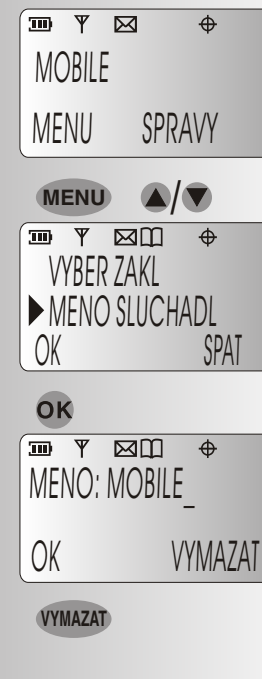 MOBILE
MENU SPRAVY
MENU /
VYBER ZAKL
MENO SLUCHADL
OK SPAT
OK
MENO: MOBILE_
OK VYMAZAT
VYMAZAT